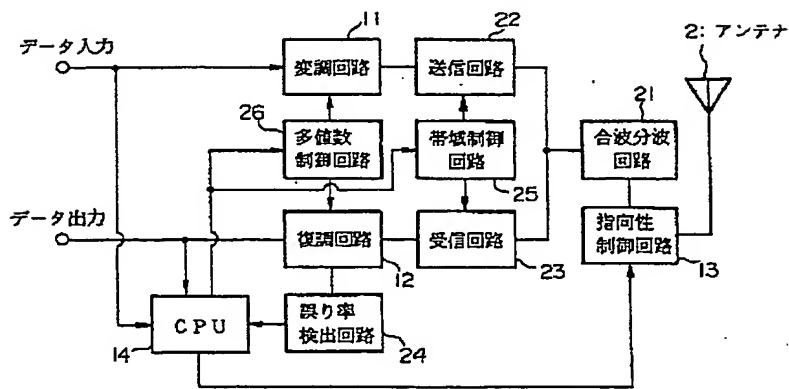 データ入力
11
変調回路
22
送信回路
2: アンテナ
21
合波分波
回路
26
多値数
制御回路
帯域制御
回路
25
データ出力
復調回路
12
受信回路
23
指向性
制御回路
13
CPU
14
誤り率
検出回路
24